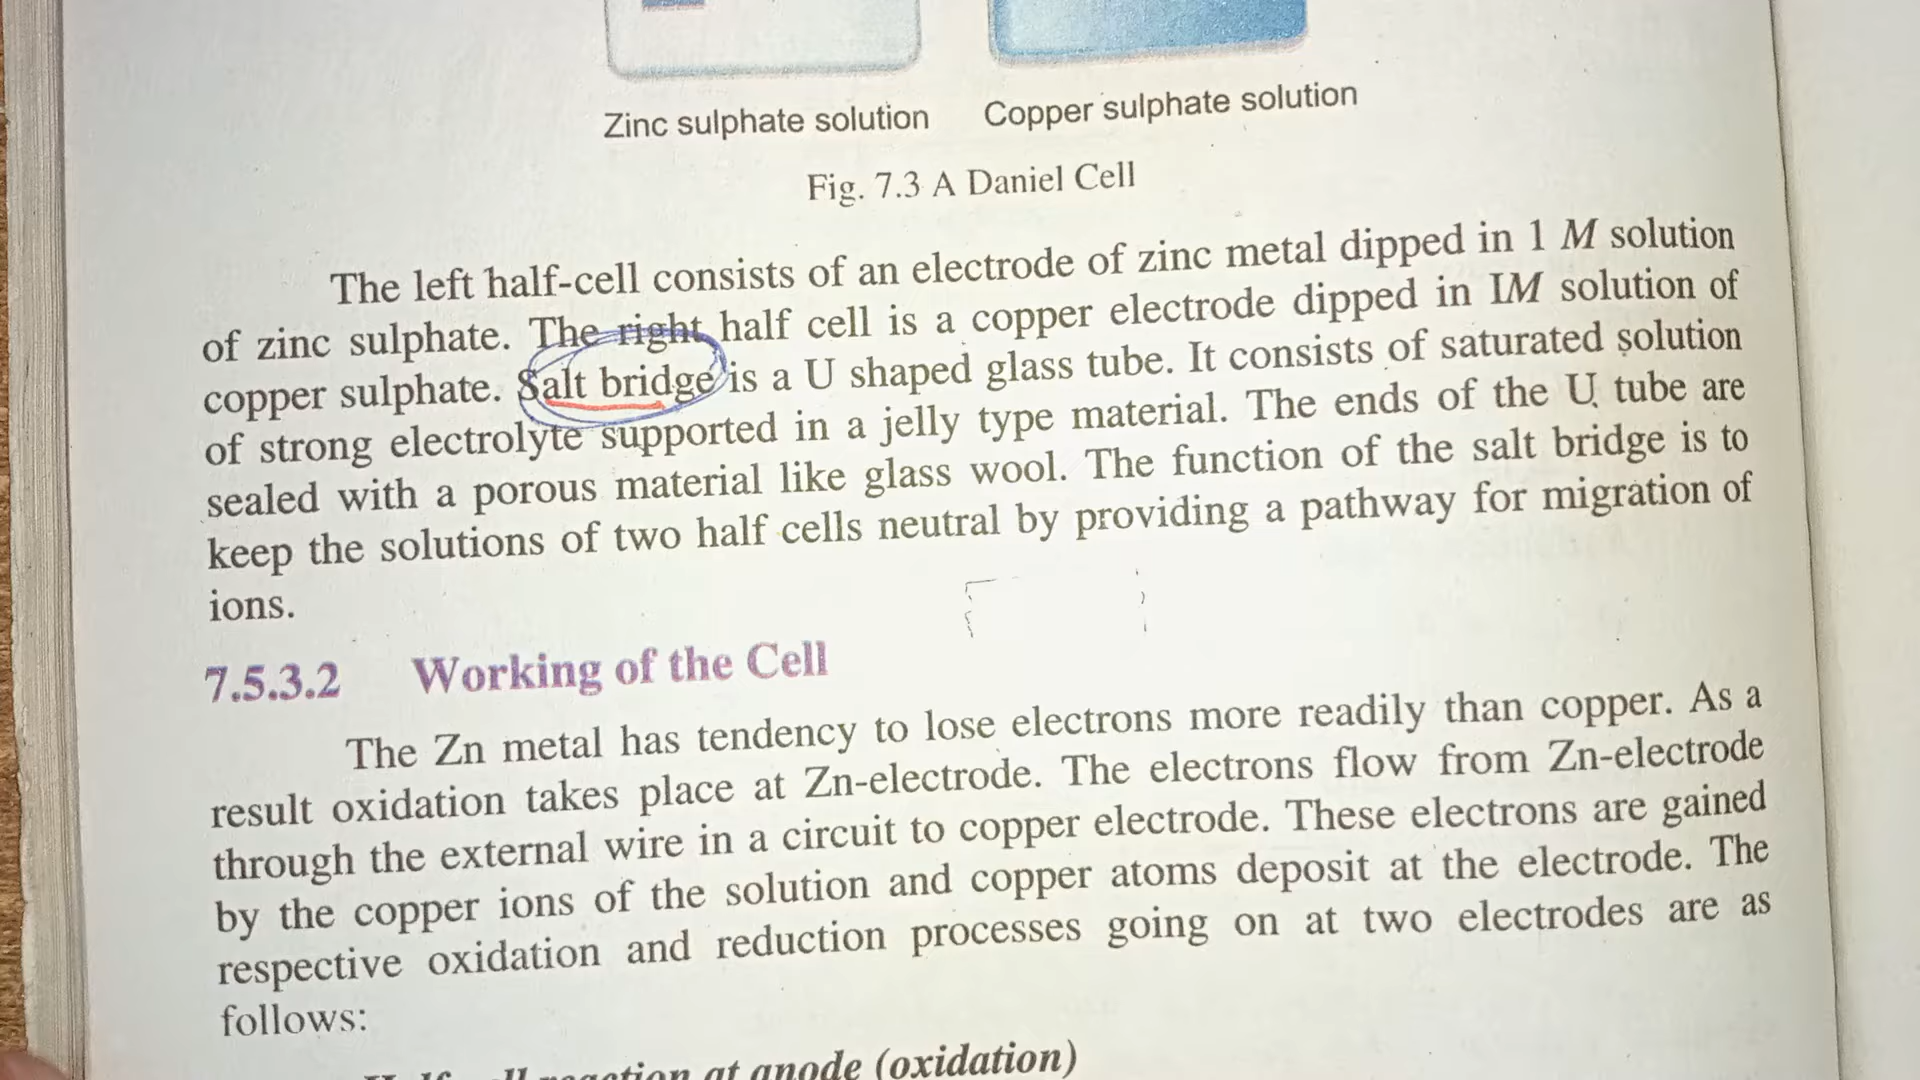 Zinc sulphate solution Copper sulphate solution
Fig. 7.3 A Daniel Cell
The left half-cell consists of an electrode of zinc metal dipped in 1 M solution
of zinc sulphate. The right half cell is a copper electrode dipped in IM solution of
copper sulphate. Salt bridge is a U shaped glass tube. It consists of saturated solution
of strong electrolyte supported in a jelly type material. The ends of the U tube are
sealed with a porous material like glass wool. The function of the salt bridge is to
keep the solutions of two half cells neutral by providing a pathway for migration of
ions.
7.5.3.2 Working of the Cell
The Zn metal has tendency to lose electrons more readily than copper. As a
result oxidation takes place at Zn-electrode. The electrons flow from Zn-electrode
through the external wire in a circuit to copper electrode. These electrons are gained
by the copper ions of the solution and copper atoms deposit at the electrode. The
respective oxidation and reduction processes going on at two electrodes are as
follows:
at anode (oxidation)